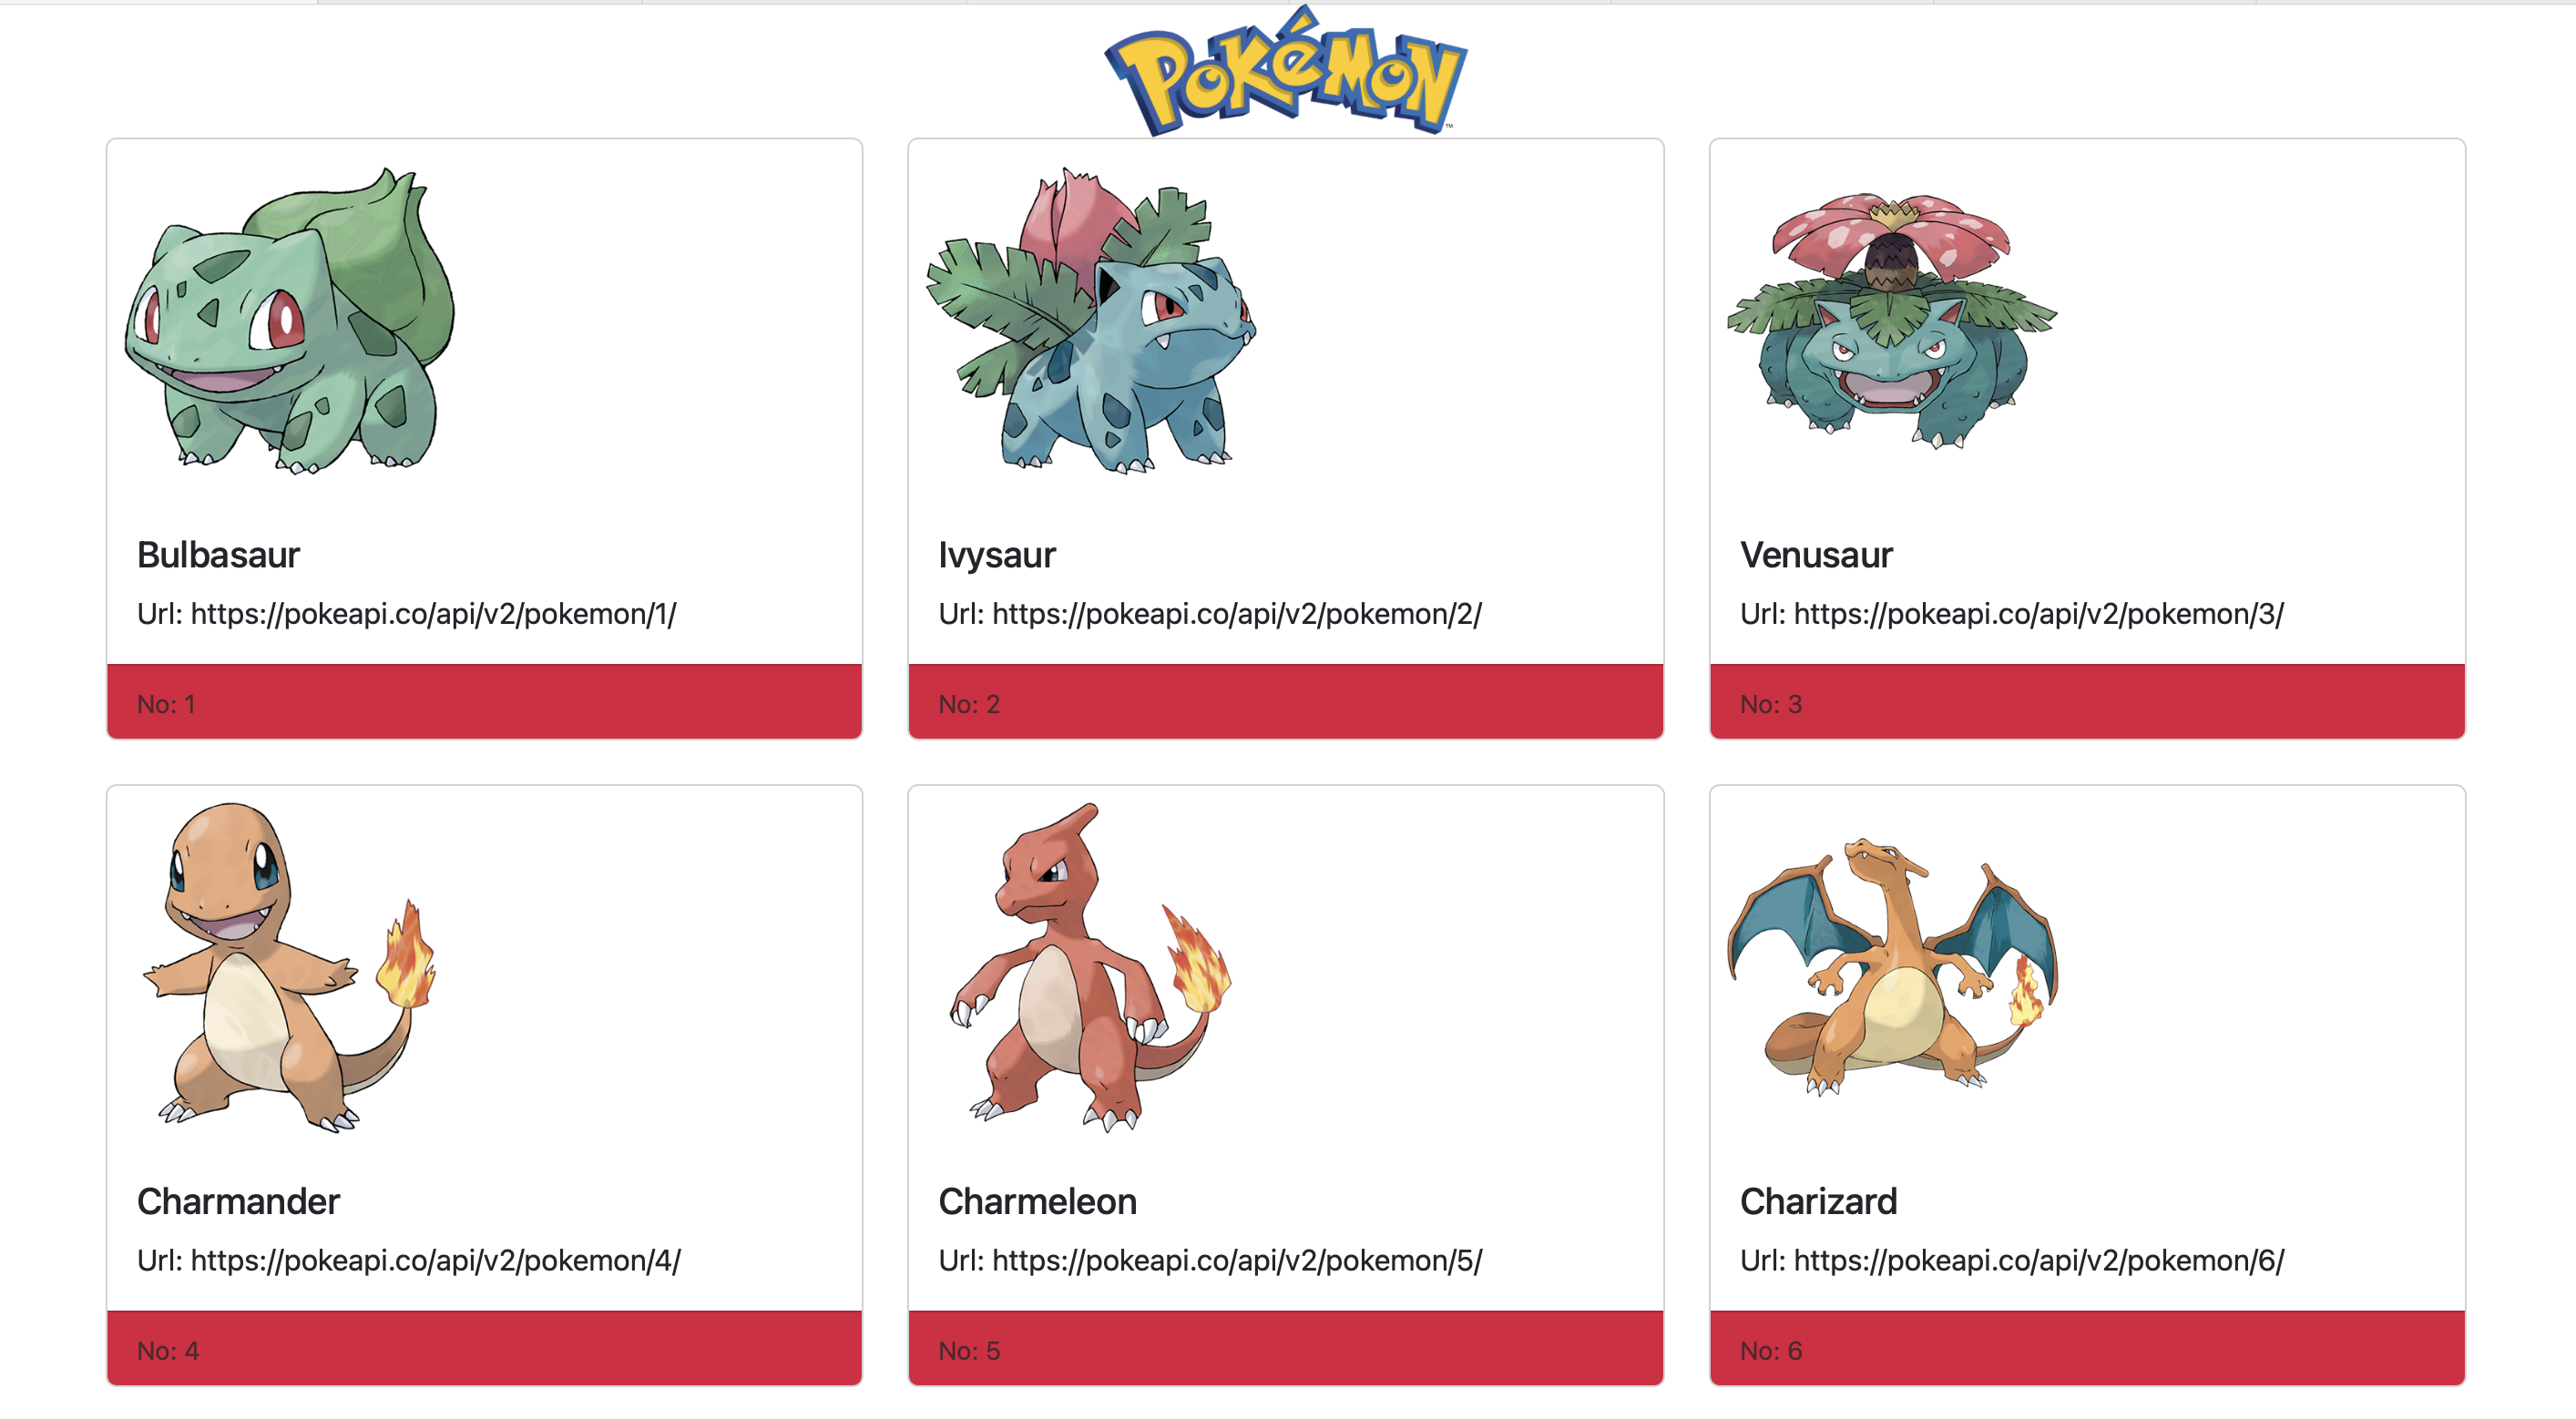 POKéMON
™
Bulbasaur
Url: https://pokeapi.co/api/v2/pokemon/1/
No: 1
Ivysaur
Url: https://pokeapi.co/api/v2/pokemon/2/
No: 2
Venusaur
Url: https://pokeapi.co/api/v2/pokemon/3/
No: 3
Charmander
Url: https://pokeapi.co/api/v2/pokemon/4/
No: 4
Charmeleon
Url: https://pokeapi.co/api/v2/pokemon/5/
No: 5
Charizard
Url: https://pokeapi.co/api/v2/pokemon/6/
No: 6